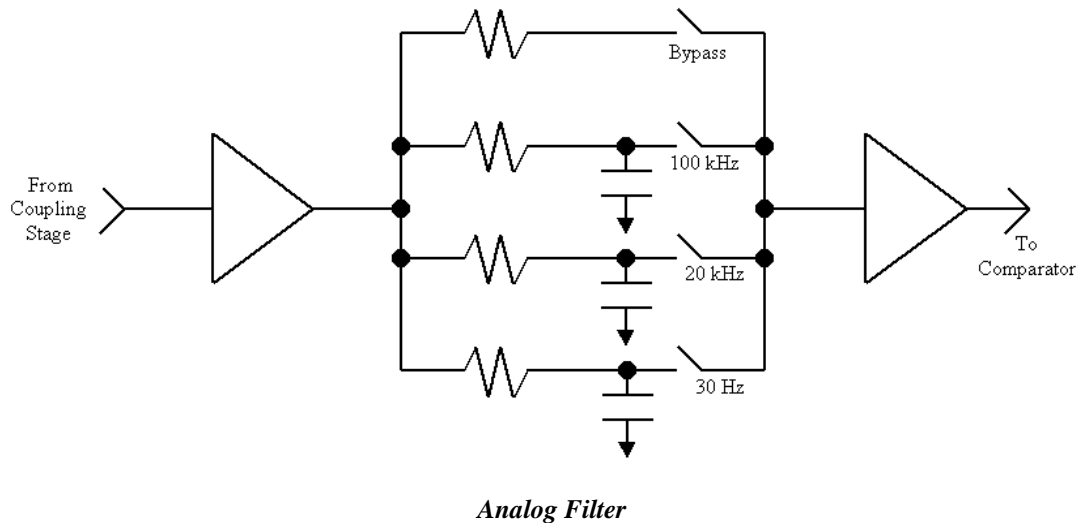 Bypass
100 kHz
From
Coupling
Stage
20 kHz
To
Comparator
30 Hz
Analog Filter